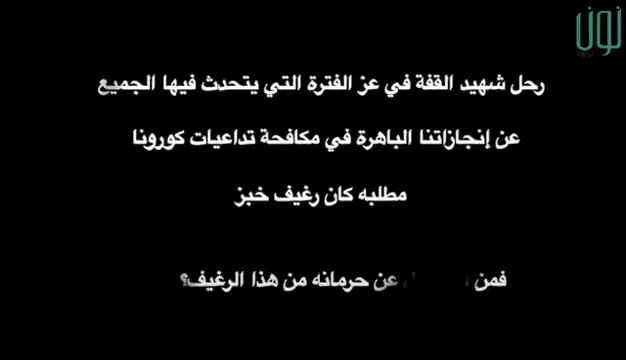 نون
رحل شهيد القفة في عز الفترة التي يتحدث فيها الجميع
عن إنجازاتنا الباهرة في مكافحة تداعيات كورونا
مطلبه كان رغيف خبز
فمن عن حرمانه من هذا الرغيف؟